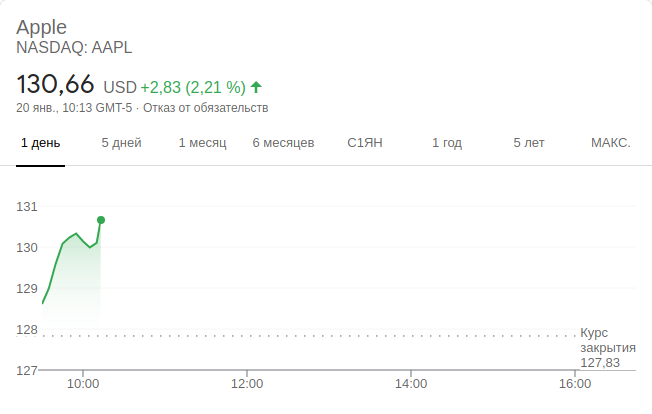 Apple
NASDAQ: AAPL
130,66 USD +2,83 (2,21 %) ↑
20 янв., 10:13 GMT-5 · Отказ от обязательств
1 день 5 дней 1 месяц 6 месяцев С1ЯН 1 год 5 лет МАКС.
131
130
129
128
Курс
закрытия
127,83
127
10:00 12:00 14:00 16:00